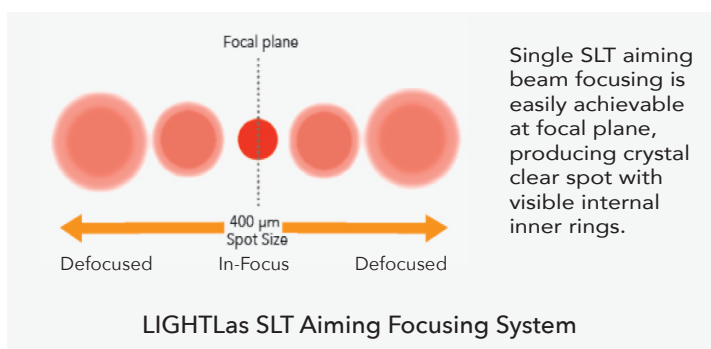 Focal plane
400 µm
Spot Size
Defocused In-Focus Defocused
Single SLT aiming
beam focusing is
easily achievable
at focal plane,
producing crystal
clear spot with
visible internal
inner rings.
LIGHTLas SLT Aiming Focusing System